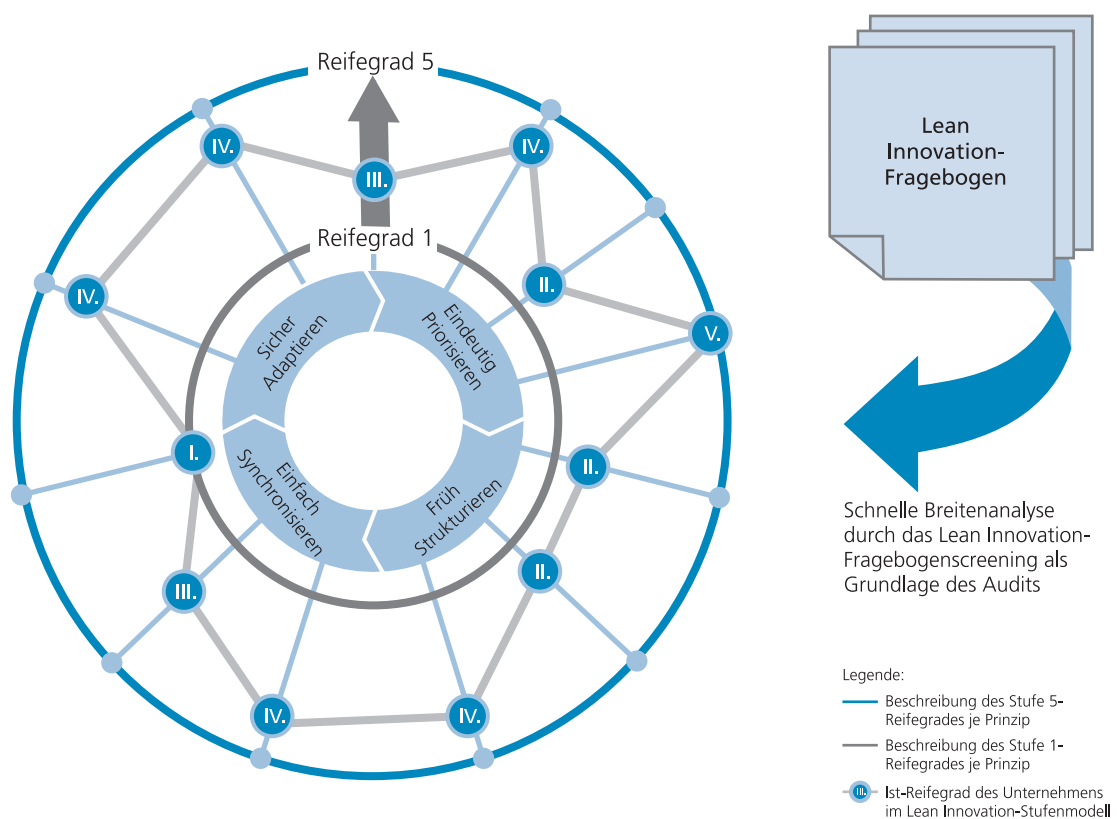 Reifegrad 5
IV.
III.
IV.
Reifegrad 1
II.
IV.
V.
Sicher
Adaptieren
Eindeutig
Priorisieren
I.
II.
Einfach
Synchronisieren
Früh
Strukturieren
III.
II.
IV.
IV.
Lean
Innovation-
Fragebogen
Schnelle Breitenanalyse
durch das Lean Innovation-
Fragebogenscreening als
Grundlage des Audits
Legende:
Beschreibung des Stufe 5-
Reifegrades je Prinzip
Beschreibung des Stufe 1-
Reifegrades je Prinzip
III.
Ist-Reifegrad des Unternehmens
im Lean Innovation-Stufenmodell